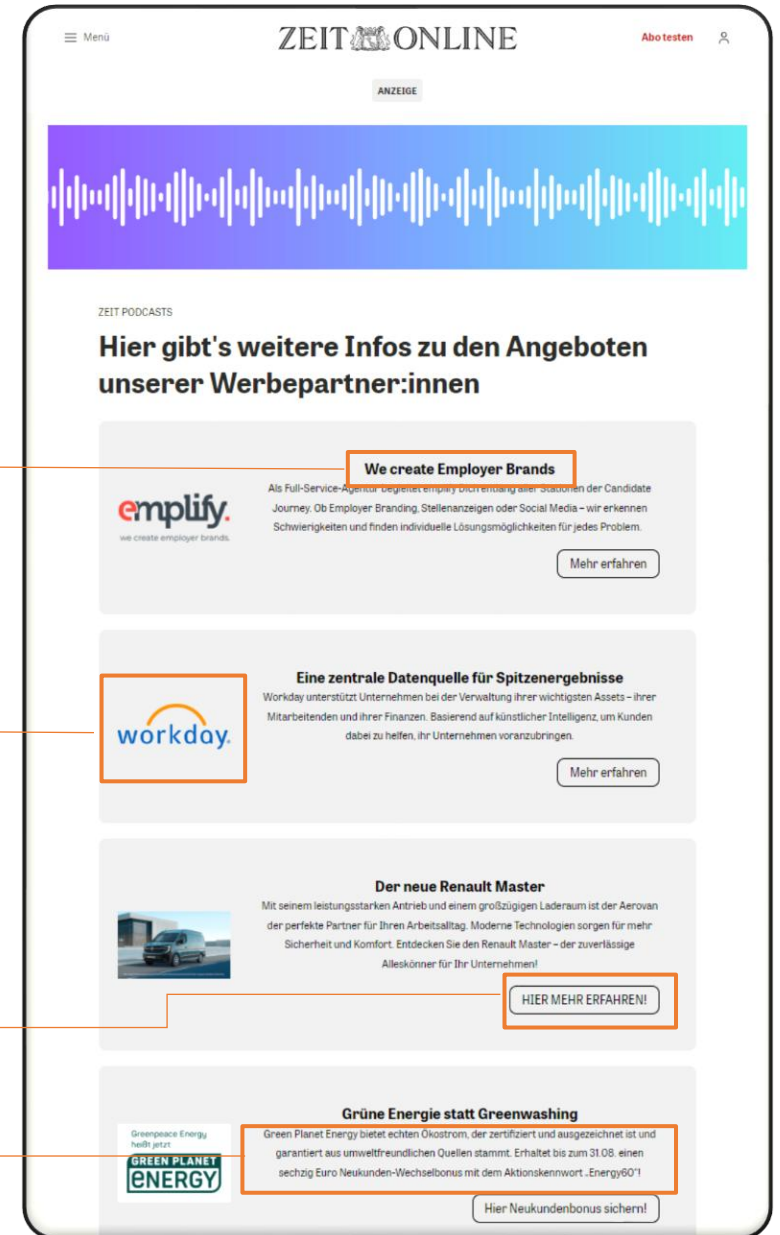 Menü
ZEIT ONLINE
Abo testen
ANZEIGE
ZEIT PODCASTS
Hier gibt's weitere Infos zu den Angeboten
unserer Werbepartner:innen
emplify.
we create employer brands.
We create Employer Brands
Als Full-Service-Agentur begleitet emplify Dich entlang aller Stationen der Candidate
Journey. Ob Employer Branding, Stellenanzeigen oder Social Media – wir erkennen
Schwierigkeiten und finden individuelle Lösungsmöglichkeiten für jedes Problem.
Mehr erfahren
workday.
Eine zentrale Datenquelle für Spitzenergebnisse
Workday unterstützt Unternehmen bei der Verwaltung ihrer wichtigsten Assets – ihrer
Mitarbeitenden und ihrer Finanzen. Basierend auf künstlicher Intelligenz, um Kunden
dabei zu helfen, ihr Unternehmen voranzubringen.
Mehr erfahren
Der neue Renault Master
Mit seinem leistungsstarken Antrieb und einem großzügigen Laderaum ist der Aerovan
der perfekte Partner für Ihren Arbeitsalltag. Moderne Technologien sorgen für mehr
Sicherheit und Komfort. Entdecken Sie den Renault Master – der zuverlässige
Alleskönner für Ihr Unternehmen!
HIER MEHR ERFAHREN!
Greenpeace Energy
heißt jetzt
GREEN PLANET
ENERGY
Grüne Energie statt Greenwashing
Green Planet Energy bietet echten Ökostrom, der zertifiziert und ausgezeichnet ist und
garantiert aus umweltfreundlichen Quellen stammt. Erhaltet bis zum 31.08. einen
sechzig Euro Neukunden-Wechselbonus mit dem Aktionskennwort „Energy60"!
Hier Neukundenbonus sichern!